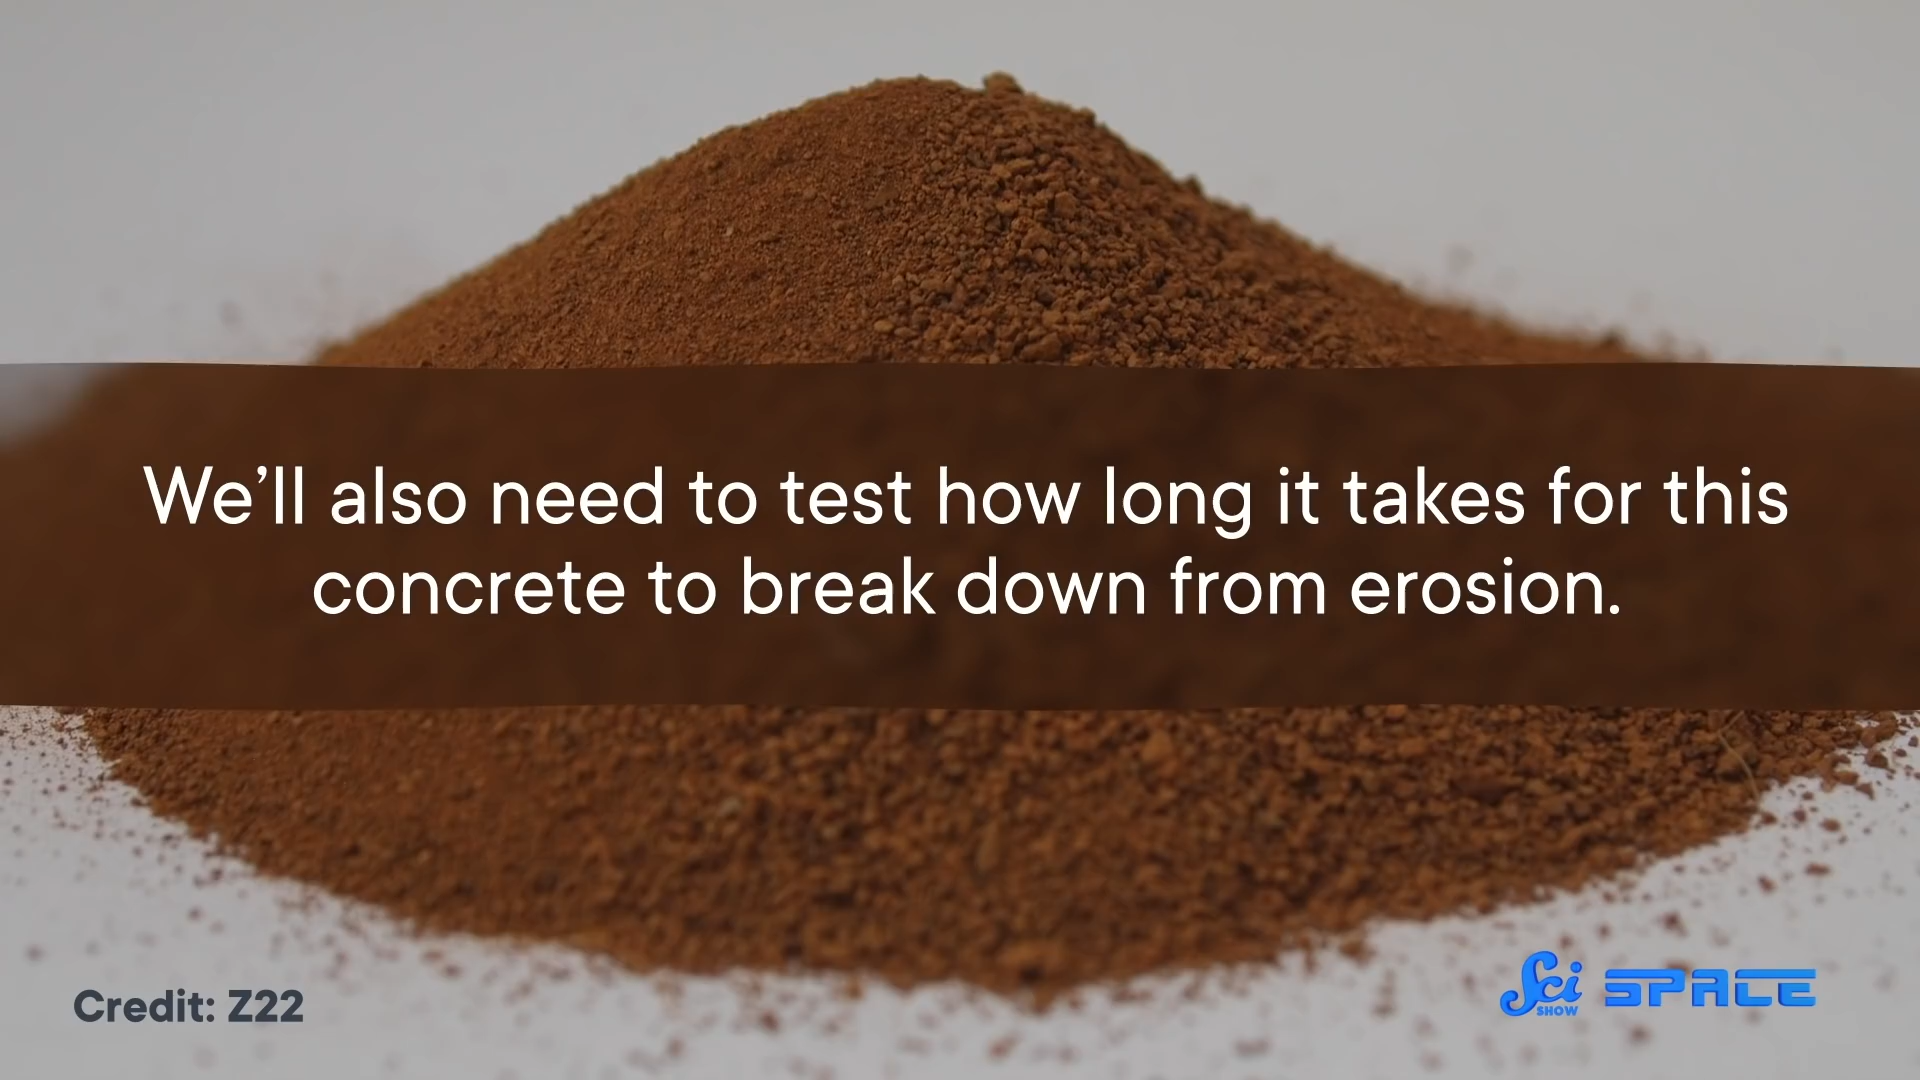 We’ll also need to test how long it takes for this
concrete to break down from erosion.
Credit: Z22
Sci SHOW SPACE